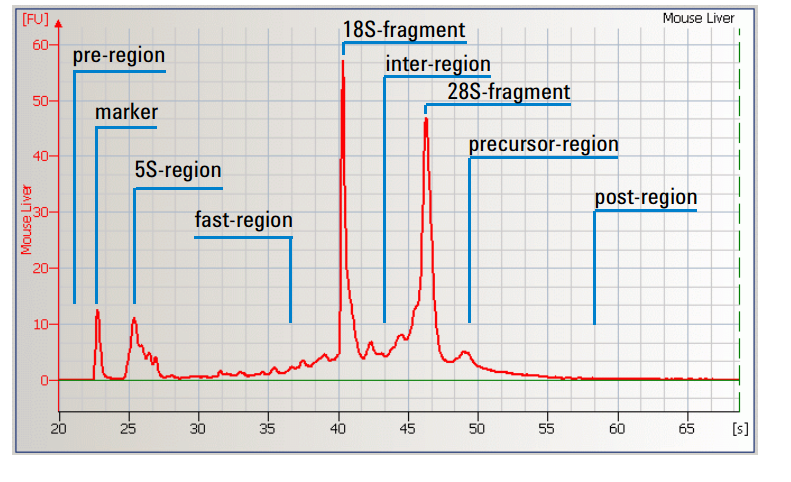 [FU]
Mouse Liver
18S-fragment
60
pre-region
inter-region
28S-fragment
50
marker
40
precursor-region
5S-region
post-region
30
fast-region
Mouse Liver
20
10
0
20 25 30 35 40 45 50 55 60 65 [s]